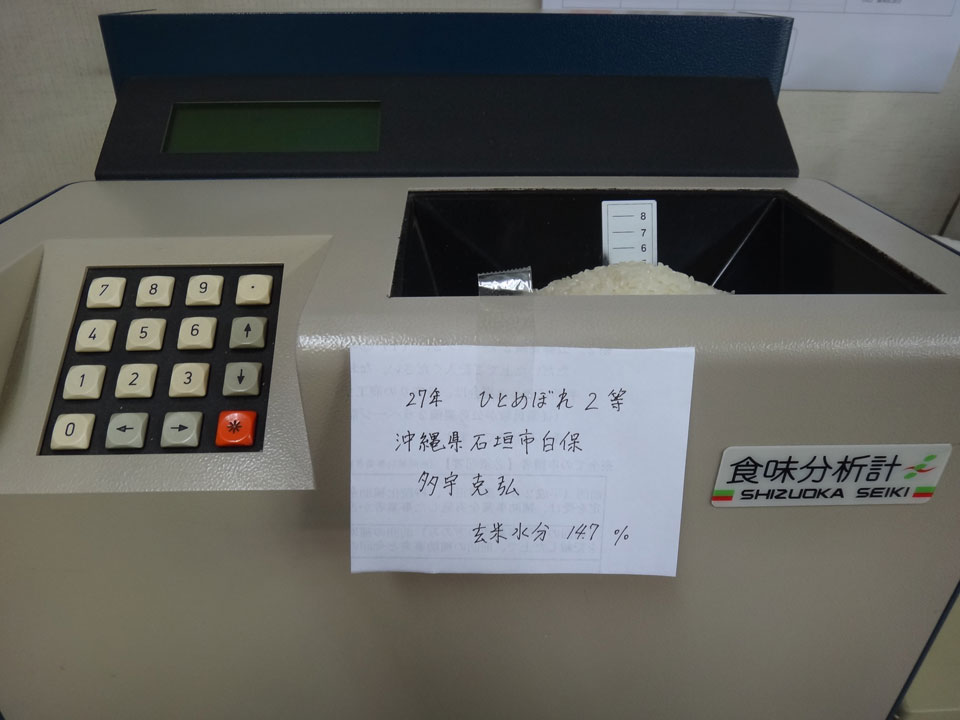 8
7
6
7 8 9 .
4 5 6 ↑
1 2 3 ↓
0 ← → *
27年 ひとめぼれ 2等
沖縄県石垣市白保
多宇克弘
玄米水分 14.7 %
食味分析計
SHIZUOKA SEIKI